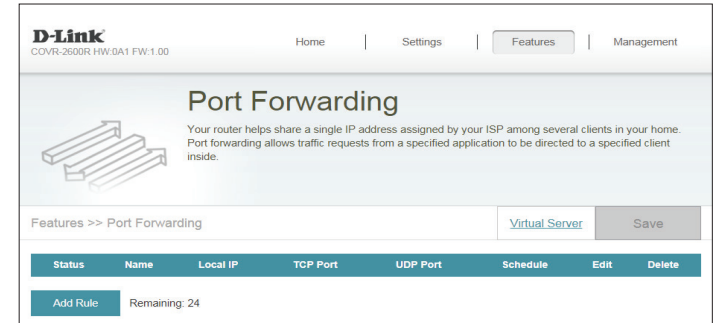 D-Link
COVR-2600R HW:0A1 FW:1.00
Home Settings Features Management
Port Forwarding
Your router helps share a single IP address assigned by your ISP among several clients in your home.
Port forwarding allows traffic requests from a specified application to be directed to a specified client
inside.
Features >> Port Forwarding
Virtual Server Save
Status Name Local IP TCP Port UDP Port Schedule Edit Delete
Add Rule Remaining: 24